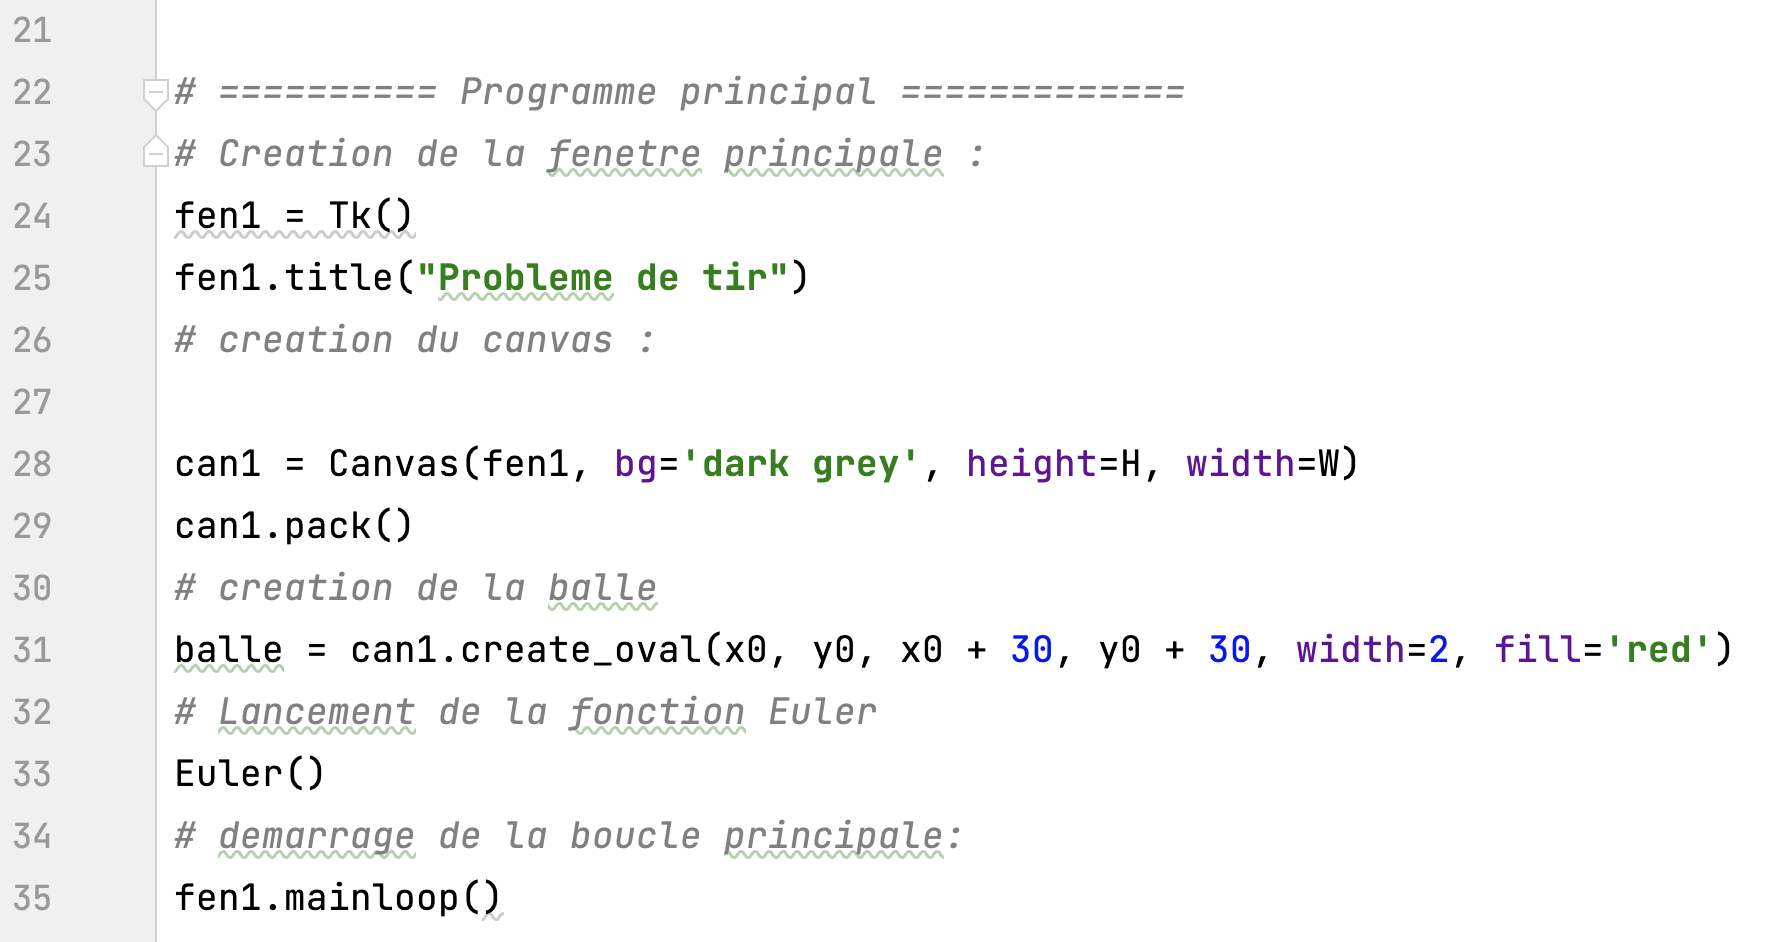 21
22 # ========== Programme principal =============
23 # Creation de la fenetre principale :
24 fen1 = Tk()
25 fen1.title("Probleme de tir")
26 # creation du canvas :
27
28 can1 = Canvas(fen1, bg='dark grey', height=H, width=W)
29 can1.pack()
30 # creation de la balle
31 balle = can1.create_oval(x0, y0, x0 + 30, y0 + 30, width=2, fill='red')
32 # Lancement de la fonction Euler
33 Euler()
34 # demarrage de la boucle principale:
35 fen1.mainloop()